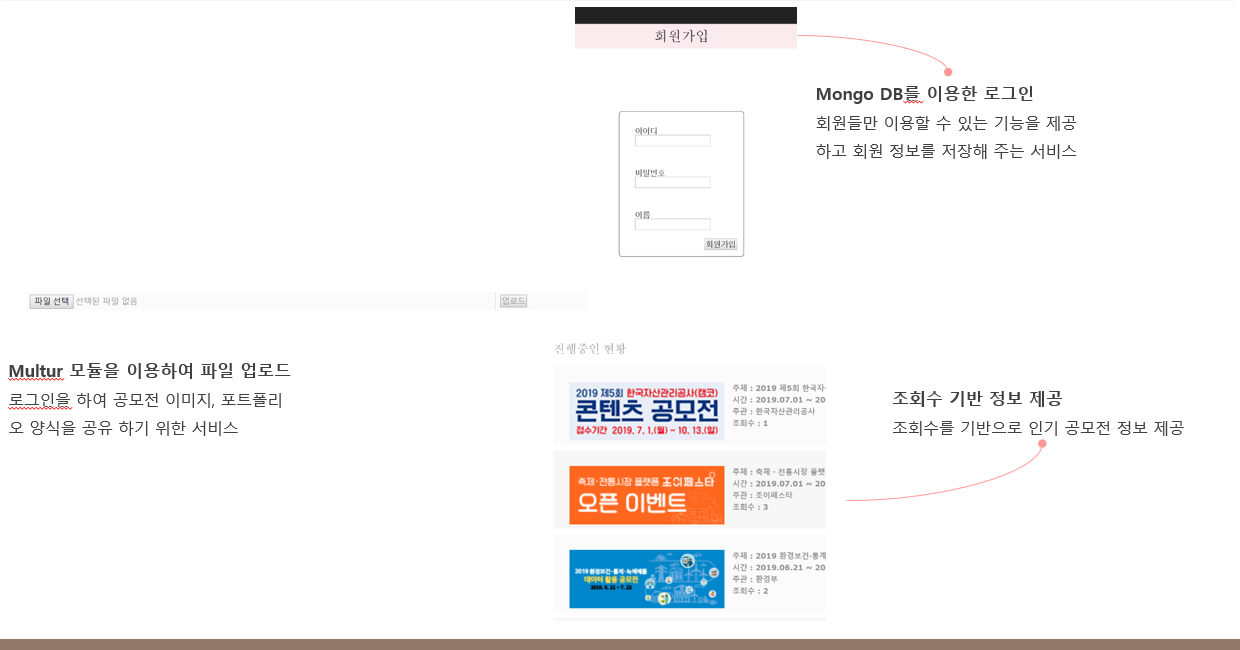 회원가입
Mongo DB를 이용한 로그인
회원들만 이용할 수 있는 기능을 제공
하고 회원 정보를 저장해 주는 서비스
아이디
비밀번호
이름
회원가입
파일 선택 선택된 파일 없음 업로드
Multur 모듈을 이용하여 파일 업로드
로그인을 하여 공모전 이미지, 포트폴리
오 양식을 공유 하기 위한 서비스
진행중인 현황
2019 제5회 한국자산관리공사(캠코)
콘텐츠 공모전
접수기간 2019. 7. 1.(월) ~ 10. 13.(일)
주제 : 2019 제5회 한국자
시간 : 2019.07.01 ~ 20
주관 : 한국자산관리공사
조회수 : 1
조회수 기반 정보 제공
조회수를 기반으로 인기 공모전 정보 제공
축제·전통시장 플랫폼 조이페스타
오픈 이벤트
주제 : 축제 · 전통시장 플랫
시간 : 2019.07.01 ~ 20
주관 : 조이페스타
조회수 : 3
2019 환경보건·통계·녹색제품
데이터 활용 공모전
주제 : 2019 환경보건·통계
시간 : 2019.06.21 ~ 20
주관 : 환경부
조회수 : 2